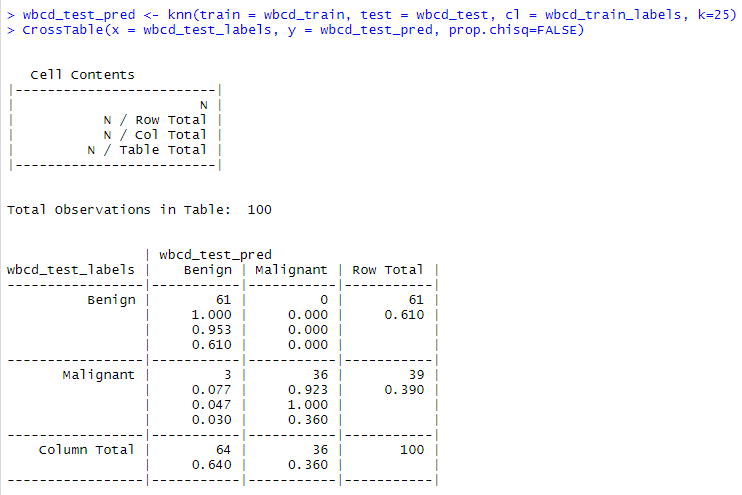 > wbcd_test_pred <- knn(train = wbcd_train, test = wbcd_test, cl = wbcd_train_labels, k=25)
> CrossTable(x = wbcd_test_labels, y = wbcd_test_pred, prop.chisq=FALSE)
   Cell Contents
|-------------------------|
|                       N |
|           N / Row Total |
|           N / Col Total |
|         N / Table Total |
|-------------------------|
Total Observations in Table:  100
                 | wbcd_test_pred
wbcd_test_labels |    Benign | Malignant | Row Total |
-----------------|-----------|-----------|-----------|
          Benign |        61 |         0 |        61 |
                 |     1.000 |     0.000 |     0.610 |
                 |     0.953 |     0.000 |           |
                 |     0.610 |     0.000 |           |
-----------------|-----------|-----------|-----------|
       Malignant |         3 |        36 |        39 |
                 |     0.077 |     0.923 |     0.390 |
                 |     0.047 |     1.000 |           |
                 |     0.030 |     0.360 |           |
-----------------|-----------|-----------|-----------|
    Column Total |        64 |        36 |       100 |
                 |     0.640 |     0.360 |           |
-----------------|-----------|-----------|-----------|